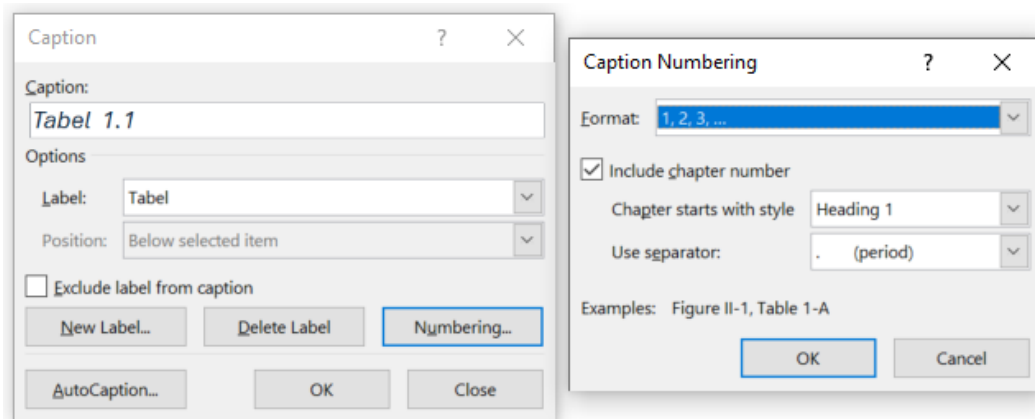 Caption ?
Caption:
Tabel 1.1
Options
Label: Tabel
Position: Below selected item
Exclude label from caption
New Label... Delete Label Numbering...
AutoCaption... OK Close
Caption Numbering ?
Format: 1, 2, 3, ...
Include chapter number
Chapter starts with style Heading 1
Use separator: . (period)
Examples: Figure II-1, Table 1-A
OK Cancel